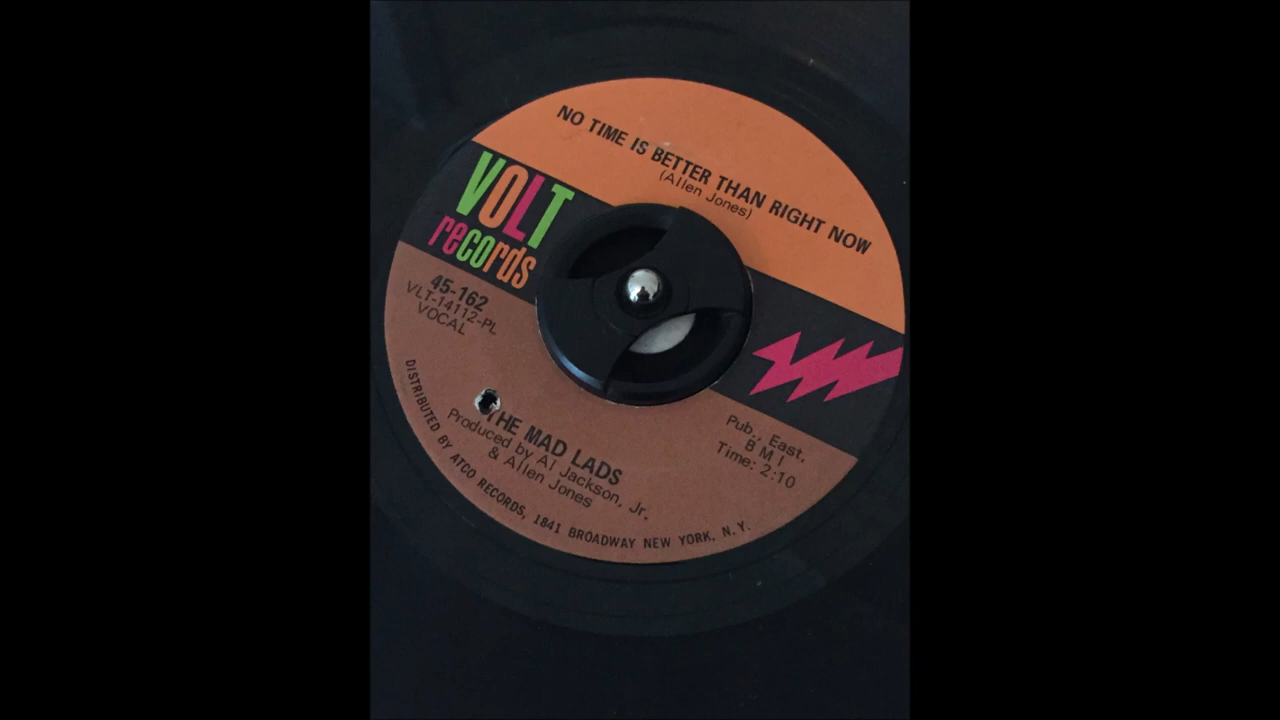 NO TIME IS BETTER THAN RIGHT NOW
(Allen Jones)
VOLT
records
45-162
VLT-14112-PL
VOCAL
THE MAD LADS
Produced by Al Jackson, Jr.
& Allen Jones
Pub., East,
B M I
Time: 2:10
DISTRIBUTED BY ATCO RECORDS, 1841 BROADWAY NEW YORK, N.Y.